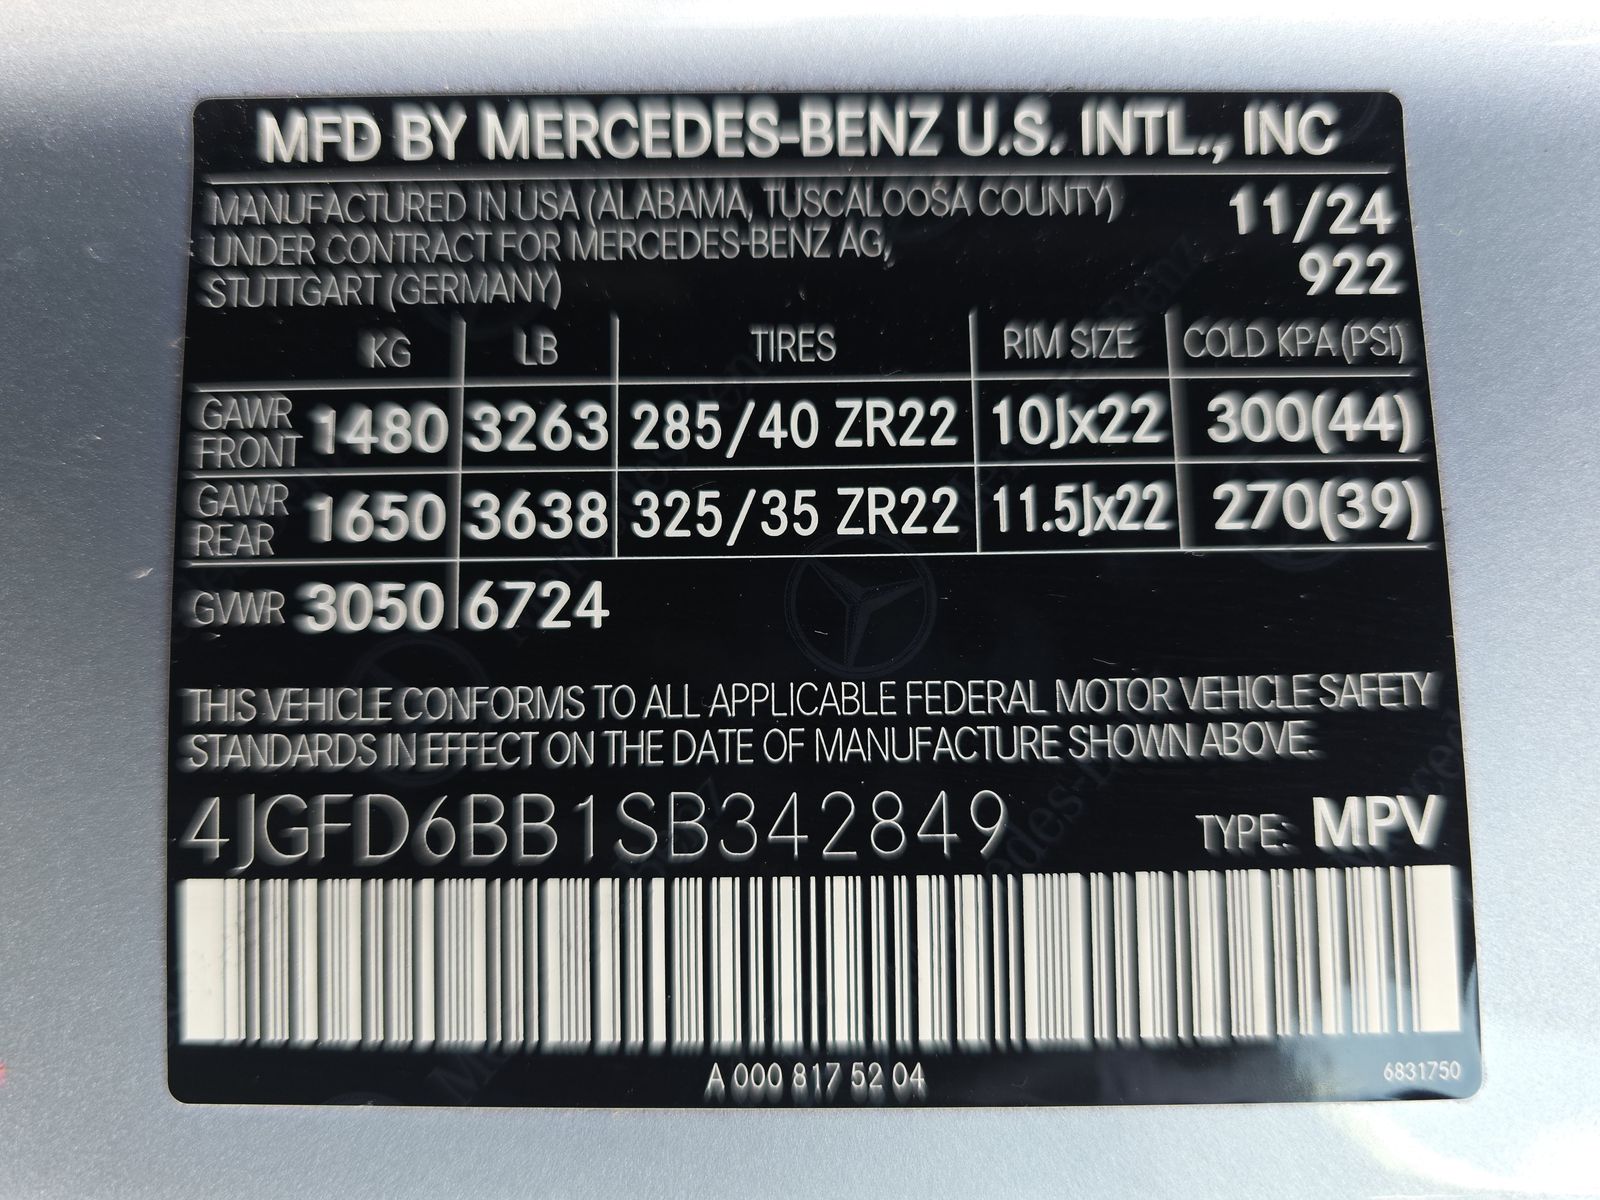 MFD BY MERCEDES-BENZ U.S. INTL., INC
MANUFACTURED IN USA (ALABAMA, TUSCALOOSA COUNTY) 11/24
UNDER CONTRACT FOR MERCEDES-BENZ AG, 922
STUTTGART (GERMANY)
KG LB TIRES RIM SIZE COLD KPA (PSI)
GAWR FRONT 1480 3263 285/40 ZR22 10Jx22 300(44)
GAWR REAR 1650 3638 325/35 ZR22 11.5Jx22 270(39)
GVWR 3050 6724
THIS VEHICLE CONFORMS TO ALL APPLICABLE FEDERAL MOTOR VEHICLE SAFETY
STANDARDS IN EFFECT ON THE DATE OF MANUFACTURE SHOWN ABOVE.
4JGFD6BB1SB342849 TYPE: MPV
A 000 817 52 04 6831750